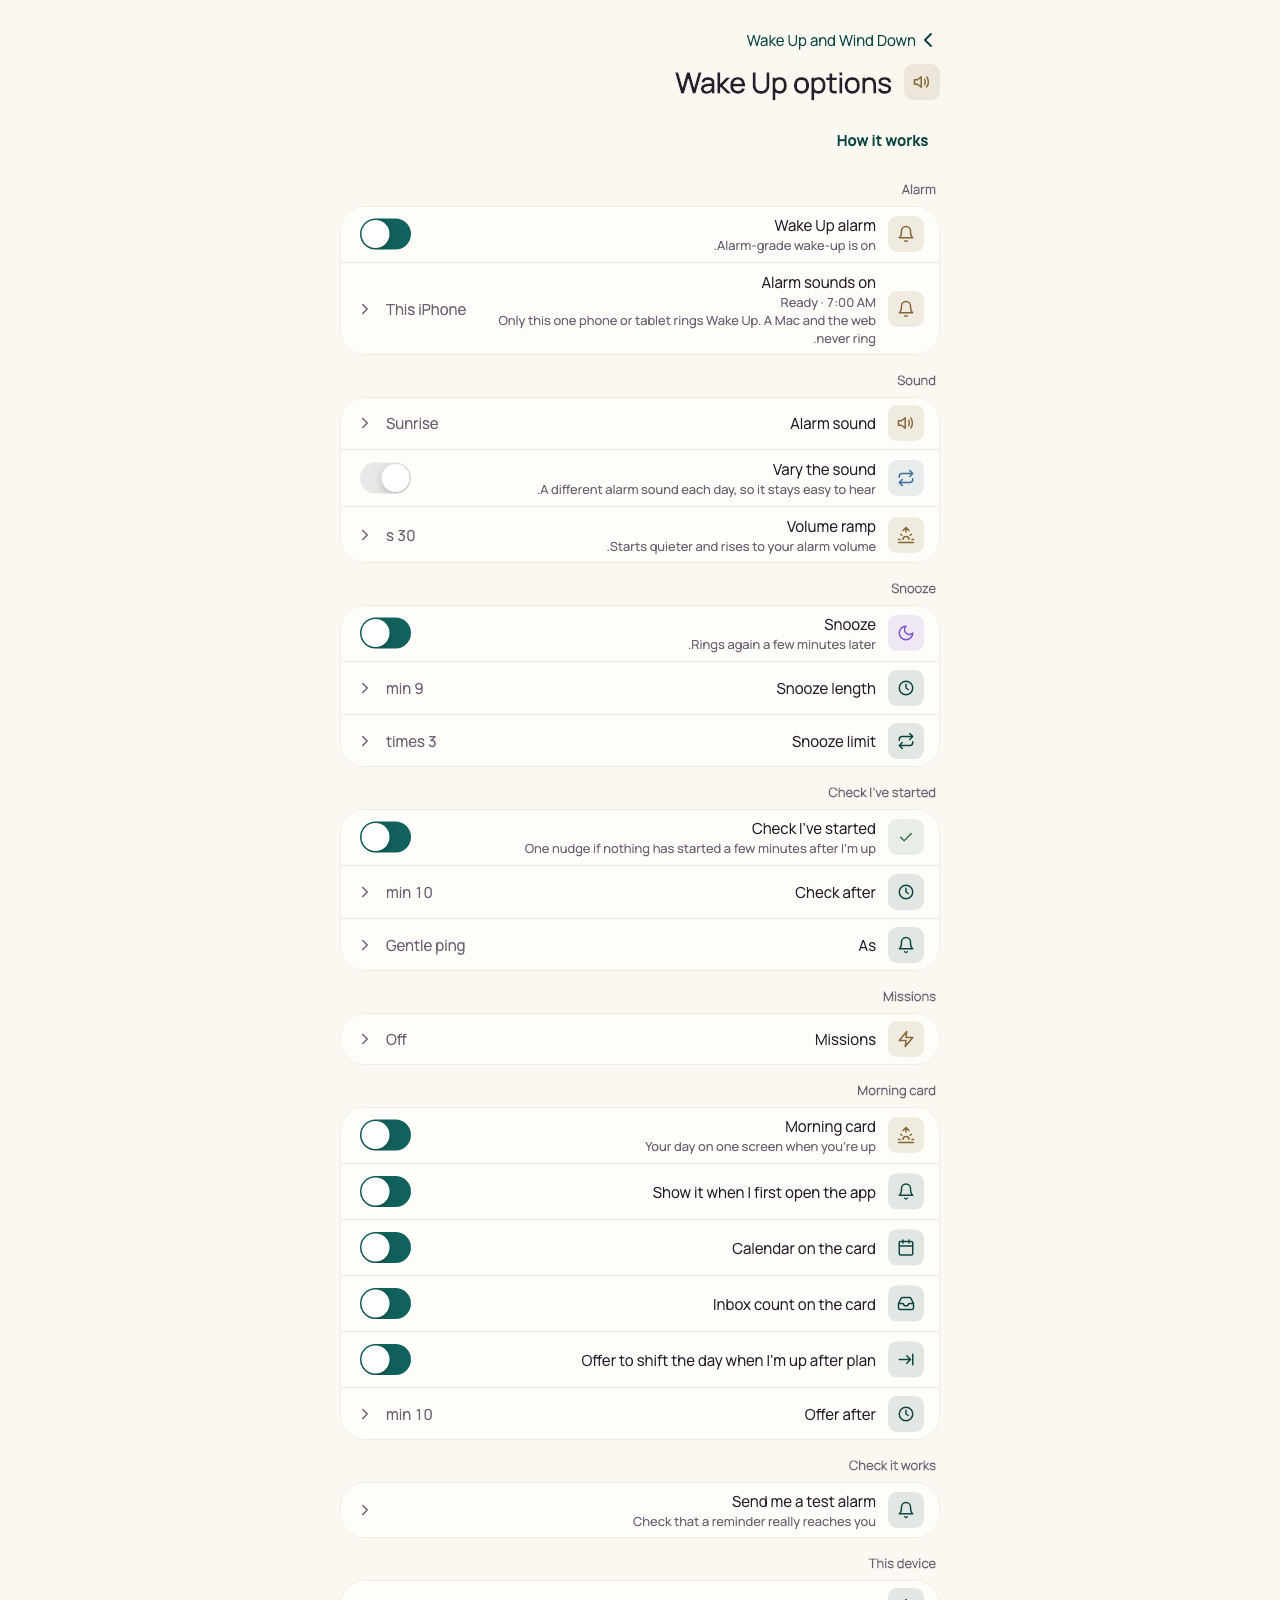 Wake Up and Wind Down
Wake Up options
How it works
Alarm
Wake Up alarm
.Alarm-grade wake-up is on
Alarm sounds on
Ready · 7:00 AM
Only this one phone or tablet rings Wake Up. A Mac and the web
.never ring
This iPhone
Sound
Alarm sound
Sunrise
Vary the sound
.A different alarm sound each day, so it stays easy to hear
Volume ramp
.Starts quieter and rises to your alarm volume
s 30
Snooze
Snooze
.Rings again a few minutes later
Snooze length
min 9
Snooze limit
times 3
Check I've started
Check I've started
One nudge if nothing has started a few minutes after I'm up
Check after
min 10
As
Gentle ping
Missions
Missions
Off
Morning card
Morning card
Your day on one screen when you're up
Show it when I first open the app
Calendar on the card
Inbox count on the card
Offer to shift the day when I'm up after plan
Offer after
min 10
Check it works
Send me a test alarm
Check that a reminder really reaches you
This device